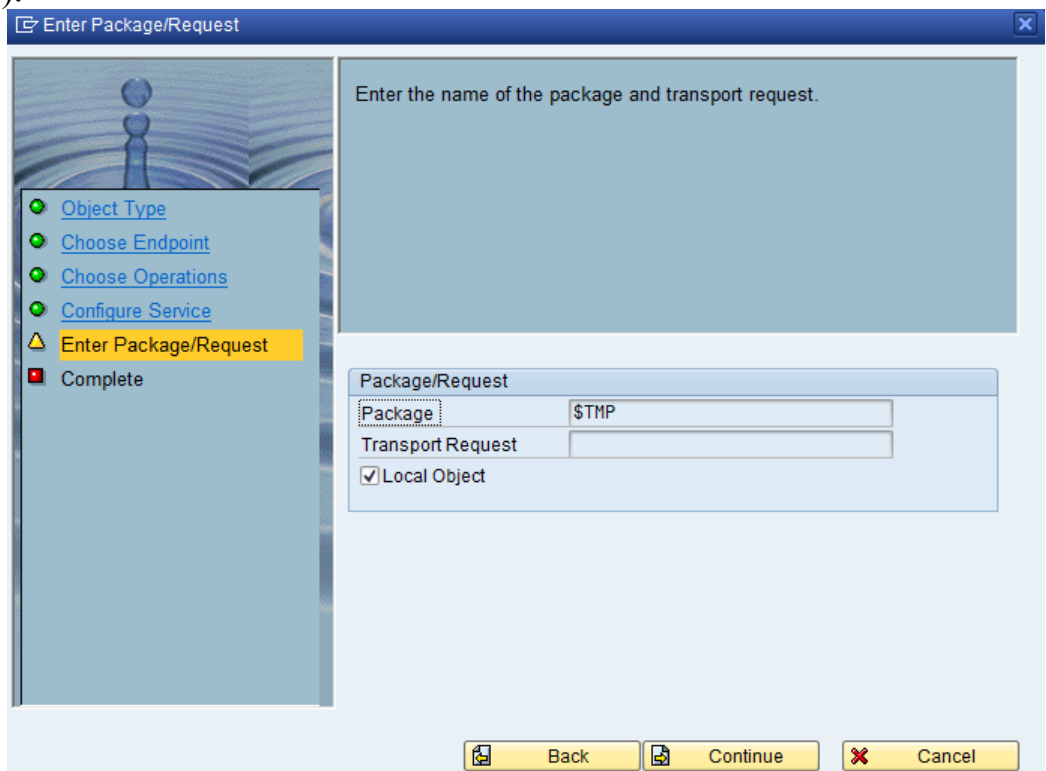 ).
Enter Package/Request
Enter the name of the package and transport request.
Object Type
Choose Endpoint
Choose Operations
Configure Service
Enter Package/Request
Complete
Package/Request
Package $TMP
Transport Request
Local Object
Back Continue Cancel